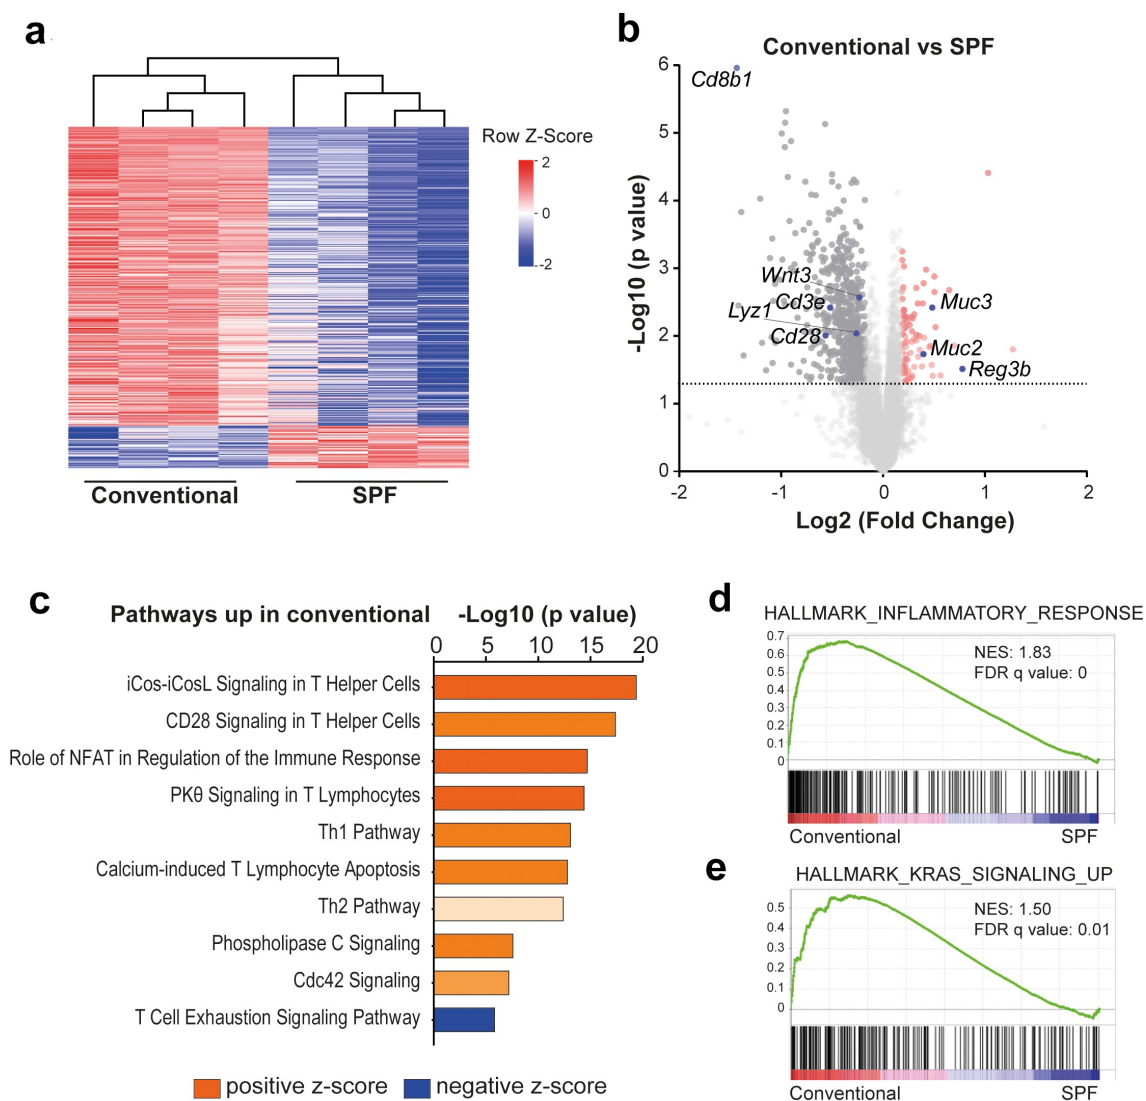 a
Row Z-Score
2
0
-2
Conventional SPF
b
Conventional vs SPF
-Log10 (p value)
6
5
4
3
2
1
0
Cd8b1
Wnt3
Cd3e
Lyz1
Cd28
Muc3
Muc2
Reg3b
-2 -1 0 1 2
Log2 (Fold Change)
c
Pathways up in conventional -Log10 (p value)
0 5 10 15 20
iCos-iCosL Signaling in T Helper Cells
CD28 Signaling in T Helper Cells
Role of NFAT in Regulation of the Immune Response
PKθ Signaling in T Lymphocytes
Th1 Pathway
Calcium-induced T Lymphocyte Apoptosis
Th2 Pathway
Phospholipase C Signaling
Cdc42 Signaling
T Cell Exhaustion Signaling Pathway
positive z-score negative z-score
d
HALLMARK_INFLAMMATORY_RESPONSE
0.7
0.6
0.5
0.4
0.3
0.2
0.1
0
NES: 1.83
FDR q value: 0
Conventional SPF
e
HALLMARK_KRAS_SIGNALING_UP
0.5
0.4
0.3
0.2
0.1
0
NES: 1.50
FDR q value: 0.01
Conventional SPF